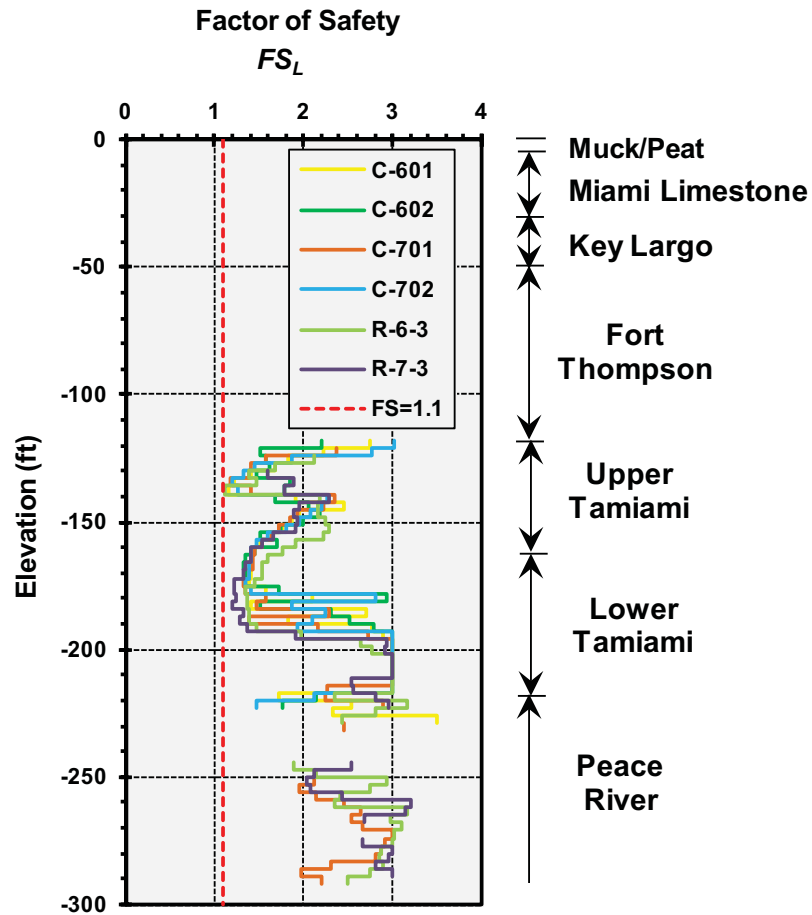 Factor of Safety
FS_L
0 1 2 3 4
0
-50
-100
-150
-200
-250
-300
Elevation (ft)
C-601
C-602
C-701
C-702
R-6-3
R-7-3
FS=1.1
Muck/Peat
Miami Limestone
Key Largo
Fort
Thompson
Upper
Tamiami
Lower
Tamiami
Peace
River